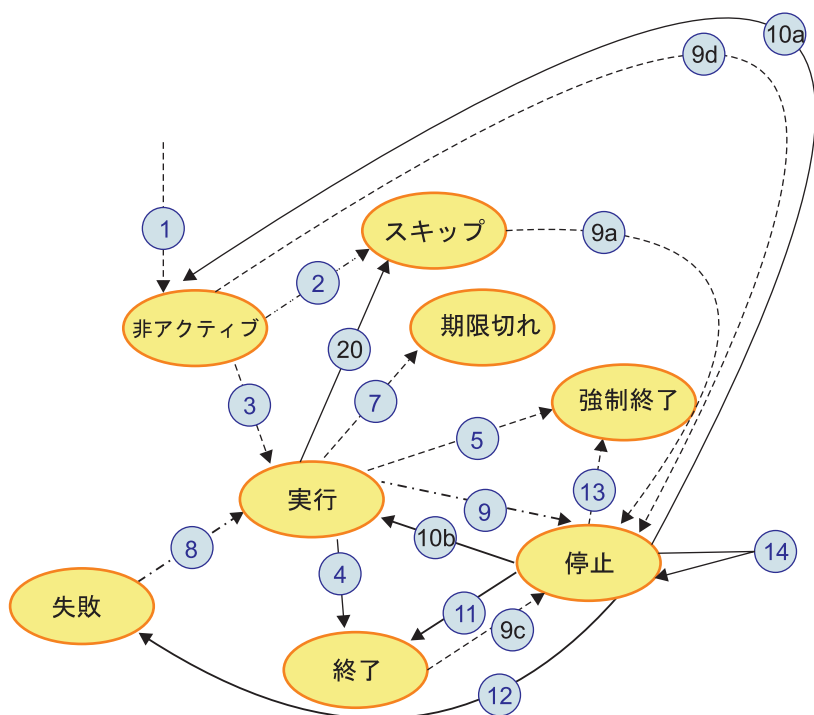 10a
9d
1
スキップ
9a
2
非アクティブ
期限切れ
20
3
7
強制終了
5
実行
13
9
10b
8
14
停止
4
失敗
11
9c
終了
12